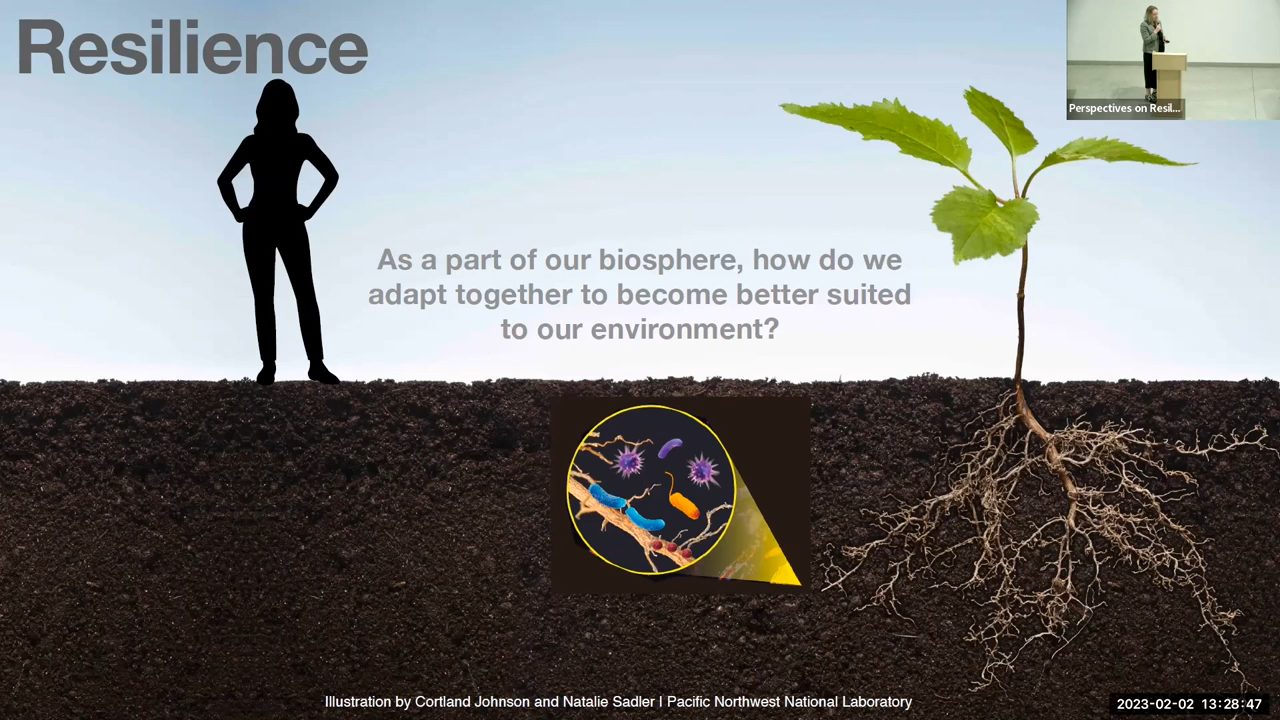 Resilience
Perspectives on Resil...
As a part of our biosphere, how do we
adapt together to become better suited
to our environment?
Illustration by Cortland Johnson and Natalie Sadler | Pacific Northwest National Laboratory
2023-02-02 13:28:47